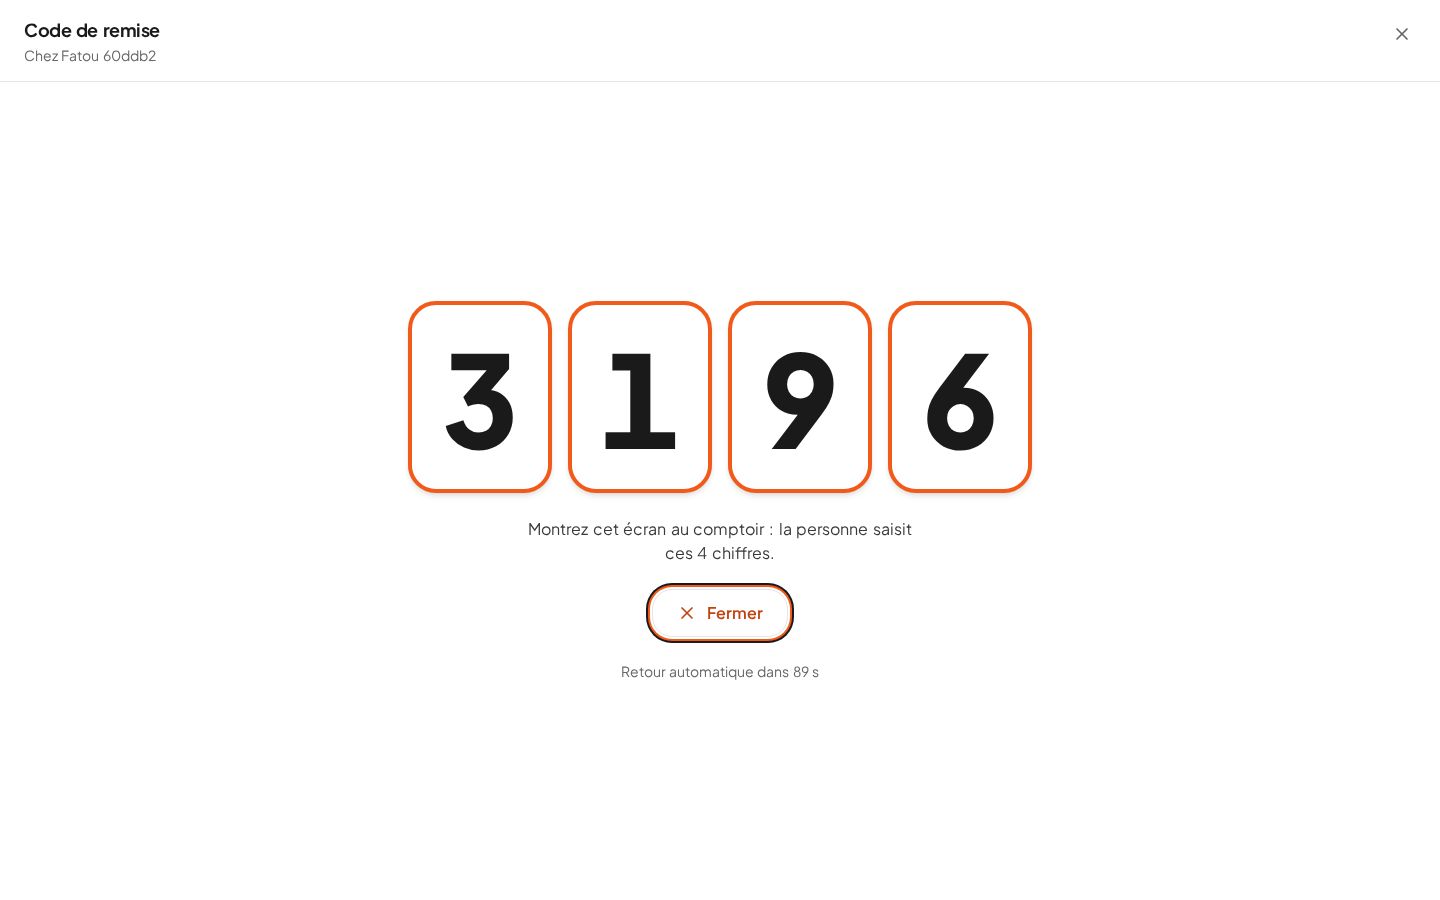 Code de remise
Chez Fatou 60ddb2
3 1 9 6
Montrez cet écran au comptoir : la personne saisit
ces 4 chiffres.
Fermer
Retour automatique dans 89 s